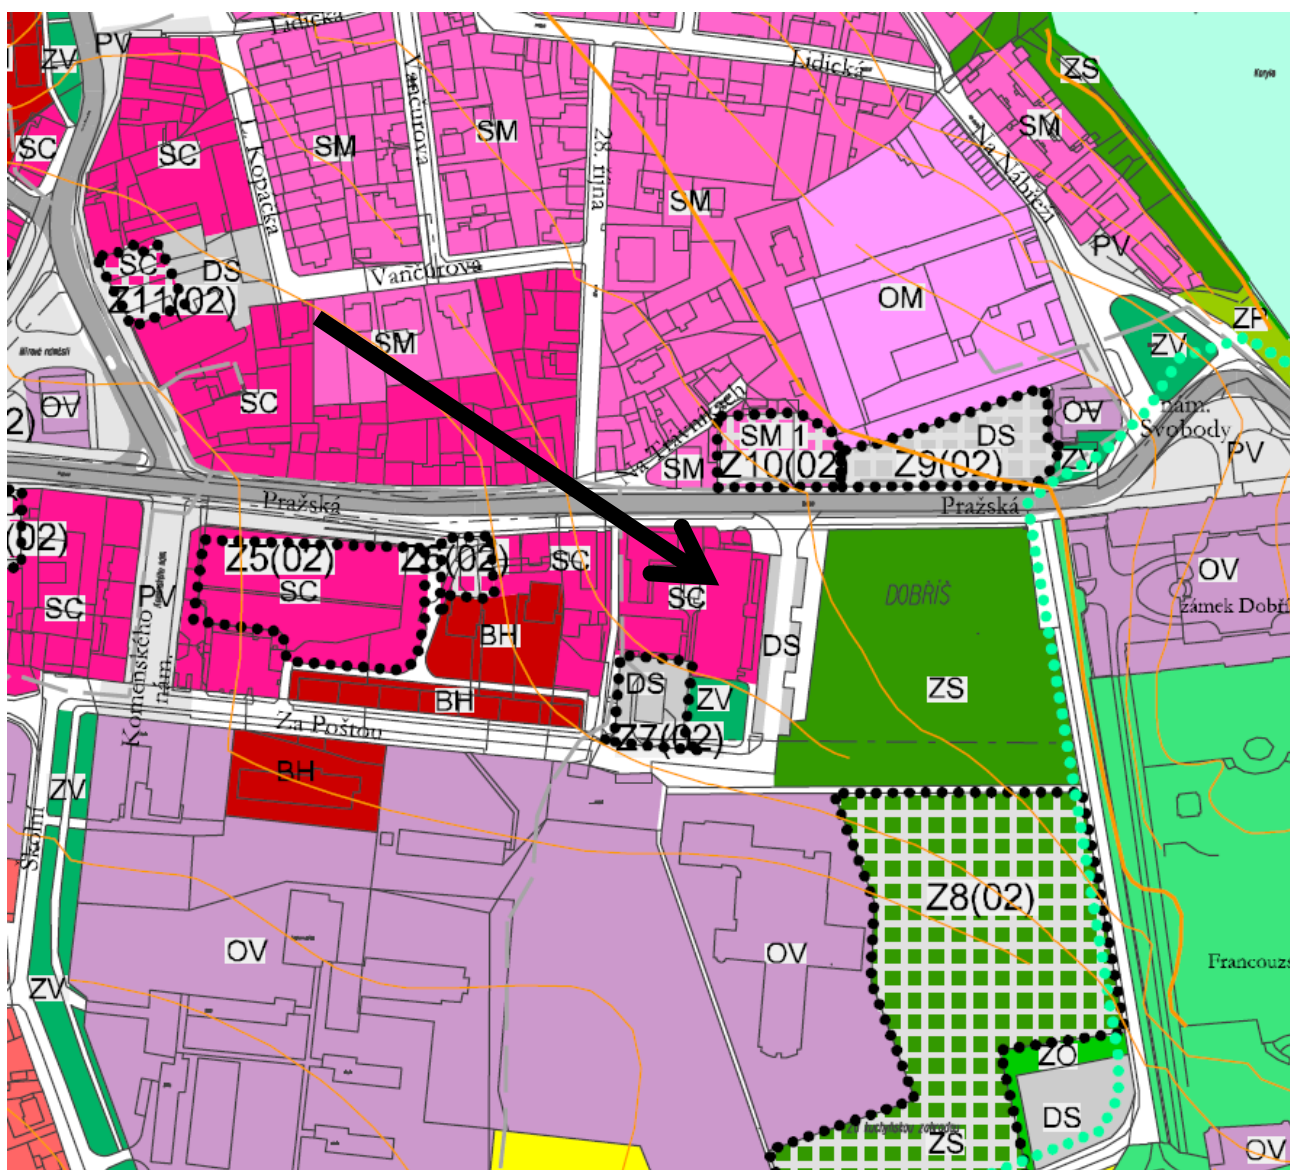 Lidická
PV
ZV
ZS
Lidická
Vančurova
SM
SM
SM
28. října
SC
SC
L. Kopačka
Na Nábřeží
SM
PV
SC
DS
Vančurova
OM
Z11(02)
ZP
SM
ZV
OV
SC
OV
nám.
Svobody
SM 1
DS
Na Trávníkách
SM
Z10(02)
Z9(02)
ZV
PV
Pražská
Pražská
(02)
Z5(02)
SC
SC
SC
OV
DOBŘÍŠ
zámek Dobří
SC
PV
BH
DS
DS
ZV
ZS
Komenského
nám.
BH
Za Poštou
Z7(02)
ZV
BH
Školní
Z8(02)
OV
OV
Francouzs
ZV
ZO
DS
ZS
OV